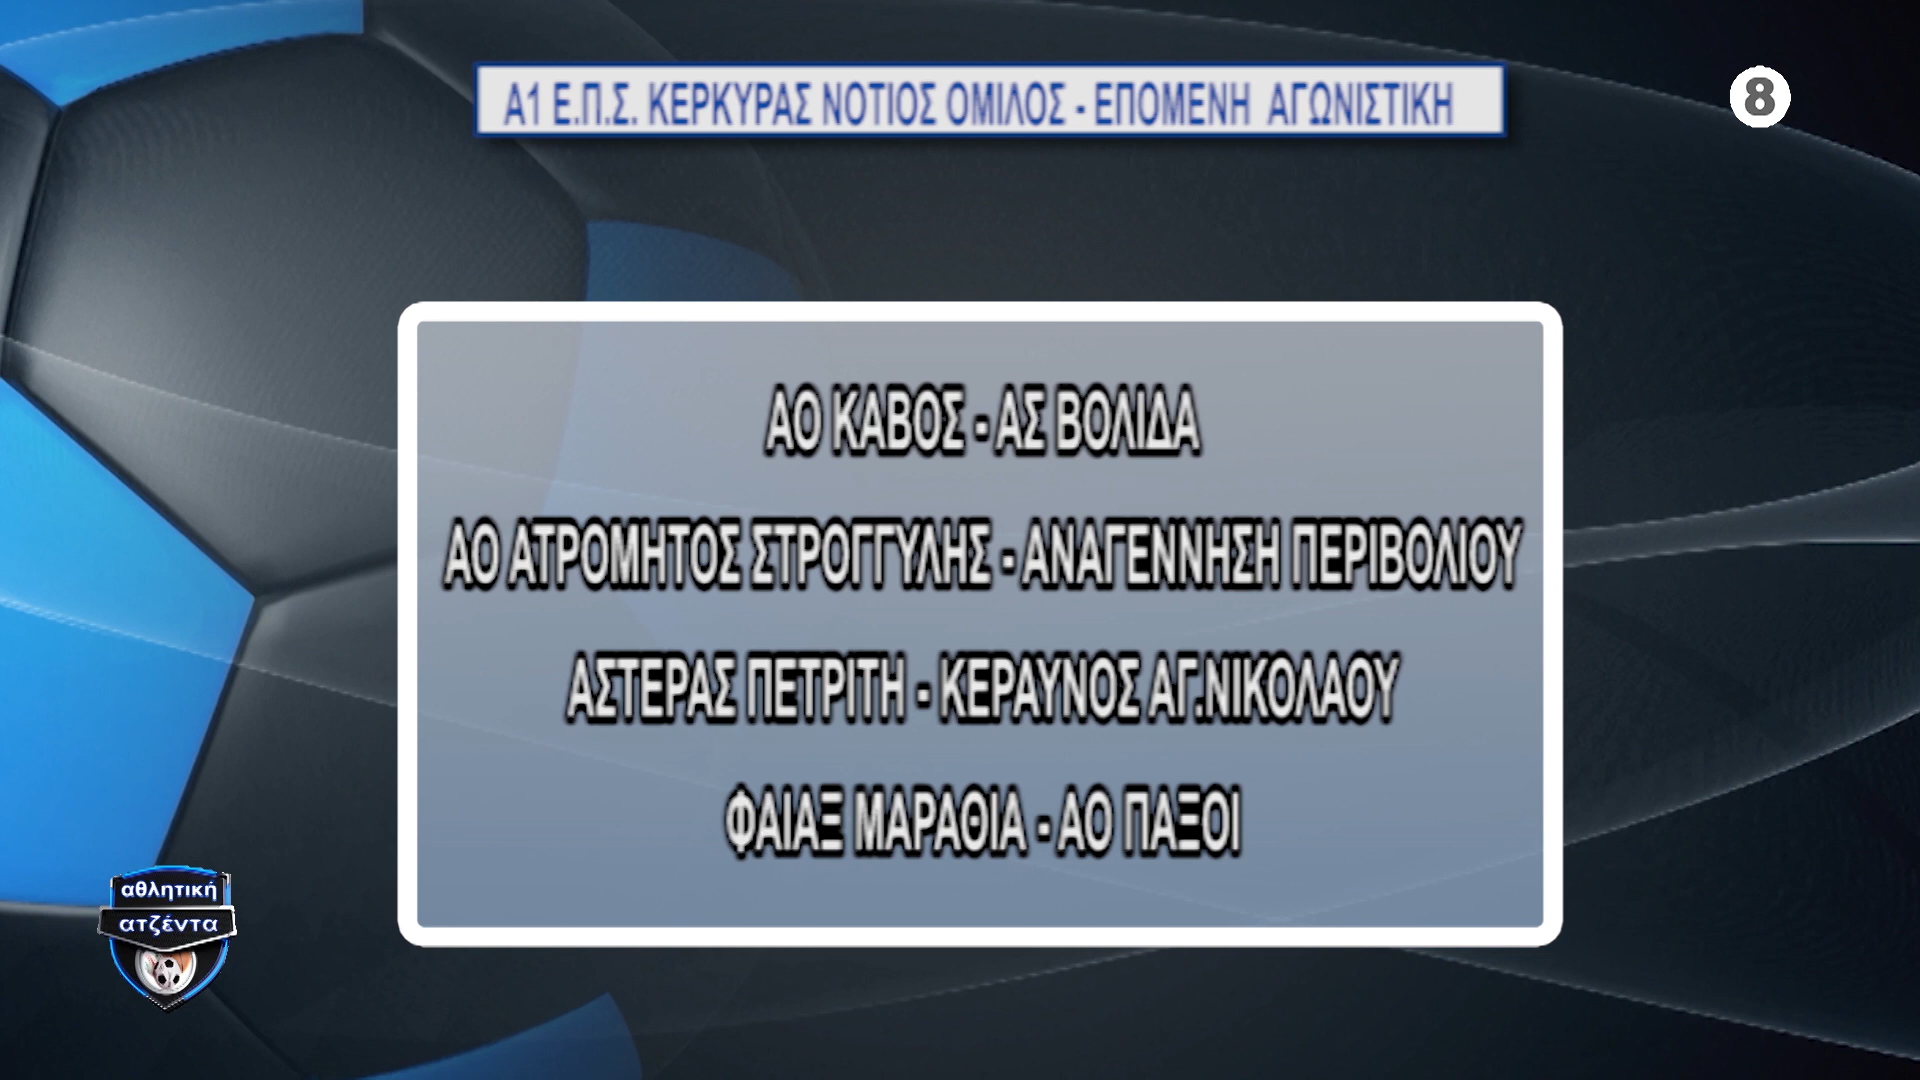 Α1 Ε.Π.Σ. ΚΕΡΚΥΡΑΣ ΝΟΤΙΟΣ ΟΜΙΛΟΣ - ΕΠΟΜΕΝΗ ΑΓΩΝΙΣΤΙΚΗ
8
ΑΟ ΚΑΒΟΣ - ΑΣ ΒΟΛΙΔΑ
ΑΟ ΑΤΡΟΜΗΤΟΣ ΣΤΡΟΓΓΥΛΗΣ - ΑΝΑΓΕΝΝΗΣΗ ΠΕΡΙΒΟΛΙΟΥ
ΑΣΤΕΡΑΣ ΠΕΤΡΙΤΗ - ΚΕΡΑΥΝΟΣ ΑΓ.ΝΙΚΟΛΑΟΥ
ΦΑΙΑΞ ΜΑΡΑΘΙΑ - ΑΟ ΠΑΞΟΙ
αθλητική
ατζέντα